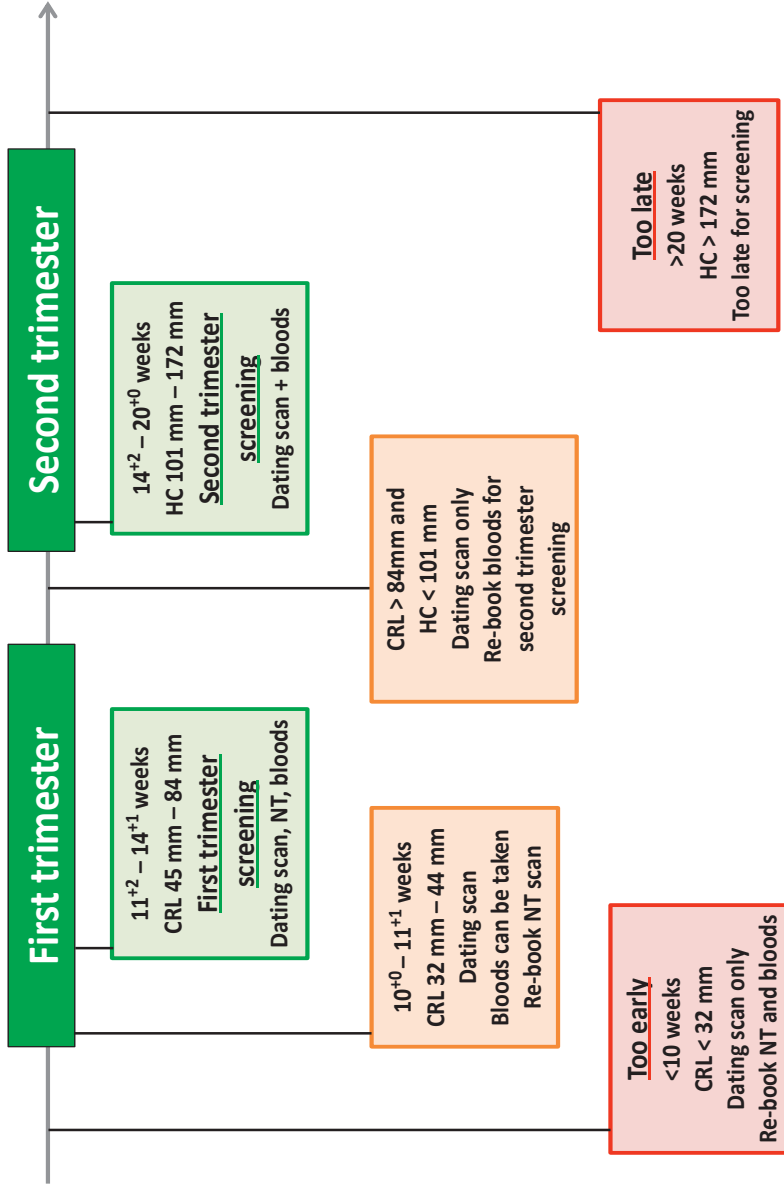 First trimester
Second trimester
11+2 – 14+1 weeks
CRL 45 mm – 84 mm
First trimester
screening
Dating scan, NT, bloods
14+2 – 20+0 weeks
HC 101 mm – 172 mm
Second trimester
screening
Dating scan + bloods
10+0 – 11+1 weeks
CRL 32 mm – 44 mm
Dating scan
Bloods can be taken
Re-book NT scan
CRL > 84mm and
HC < 101 mm
Dating scan only
Re-book bloods for
second trimester
screening
Too early
<10 weeks
CRL < 32 mm
Dating scan only
Re-book NT and bloods
Too late
>20 weeks
HC > 172 mm
Too late for screening